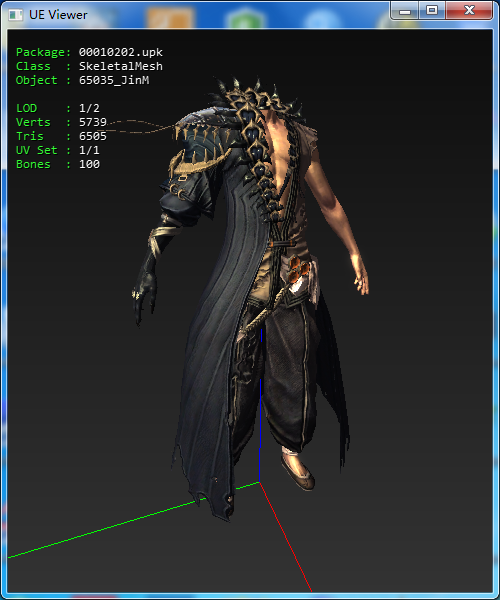 UE Viewer
Package: 00010202.upk
Class : SkeletalMesh
Object : 65035_JinM
LOD : 1/2
Verts : 5739
Tris : 6505
UV Set : 1/1
Bones : 100